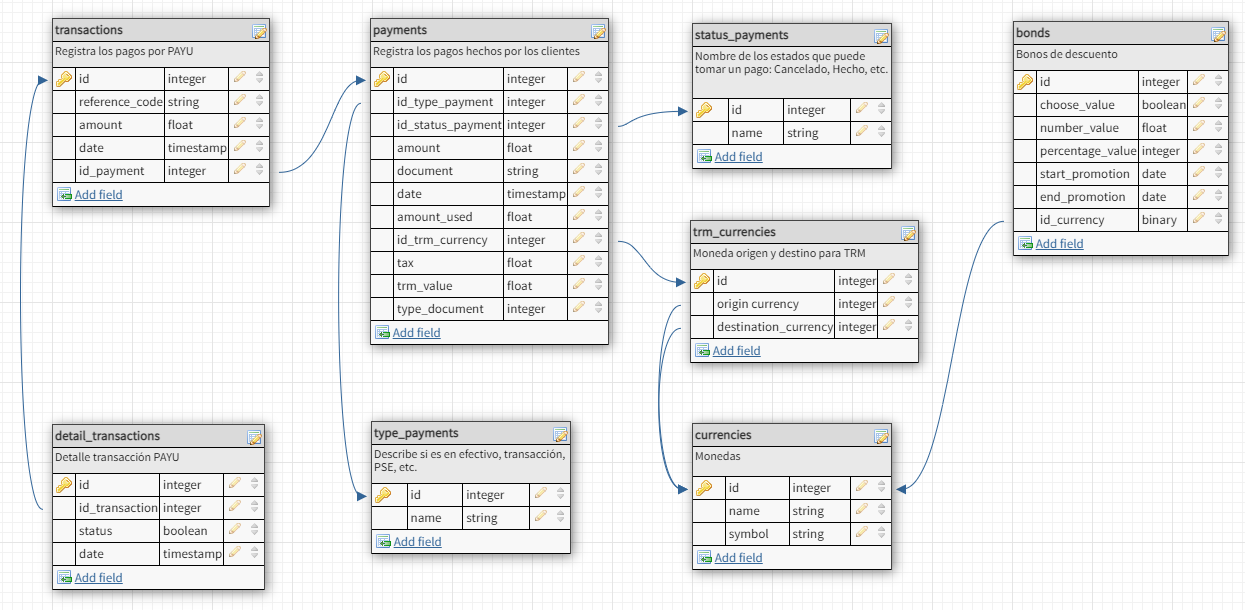 transactions
Registra los pagos por PAYU
id integer
reference_code string
amount float
date timestamp
id_payment integer
Add field
payments
Registra los pagos hechos por los clientes
id integer
id_type_payment integer
id_status_payment integer
amount float
document string
date timestamp
amount_used float
id_trm_currency integer
tax float
trm_value float
type_document integer
Add field
status_payments
Nombre de los estados que puede
tomar un pago: Cancelado, Hecho, etc.
id integer
name string
Add field
bonds
Bonos de descuento
id integer
choose_value boolean
number_value float
percentage_value integer
start_promotion date
end_promotion date
id_currency binary
Add field
trm_currencies
Moneda origen y destino para TRM
id integer
origin currency integer
destination_currency integer
Add field
detail_transactions
Detalle transacción PAYU
id integer
id_transaction integer
status boolean
date timestamp
Add field
type_payments
Describe si es en efectivo, transacción,
PSE, etc.
id integer
name string
Add field
currencies
Monedas
id integer
name string
symbol string
Add field